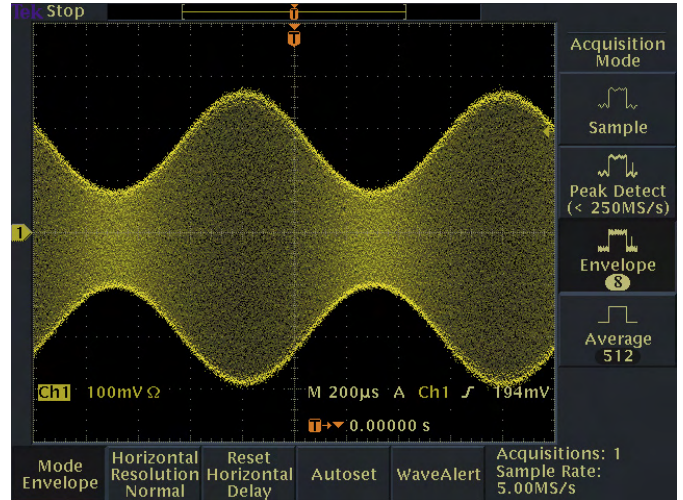 Tek Stop
T
T
Acquisition
Mode
Sample
Peak Detect
(< 250MS/s)
1
Envelope
8
Average
512
Ch1 100mV Ω M 200µs A Ch1 194mV
T 0.00000 s
Mode
Envelope
Horizontal
Resolution
Normal
Reset
Horizontal
Delay
Autoset
WaveAlert
Acquisitions: 1
Sample Rate:
5.00MS/s